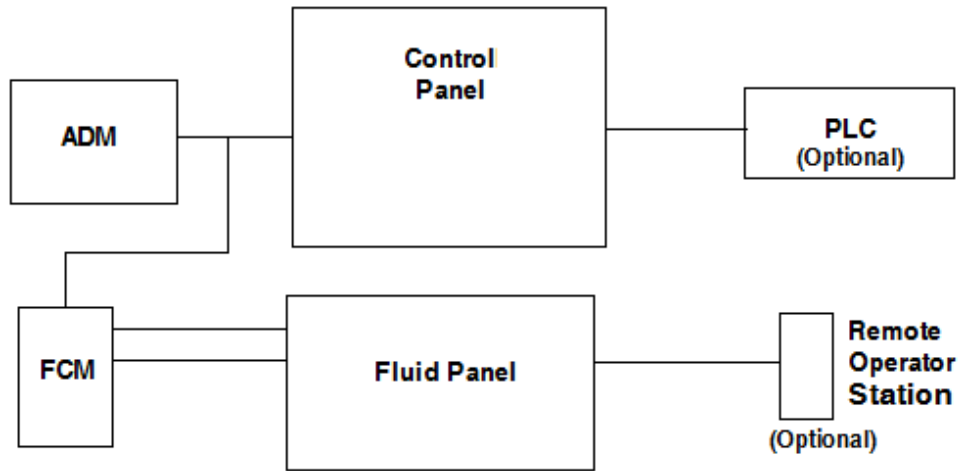 Control
Panel
ADM
PLC
(Optional)
FCM
Fluid Panel
Remote
Operator
Station
(Optional)